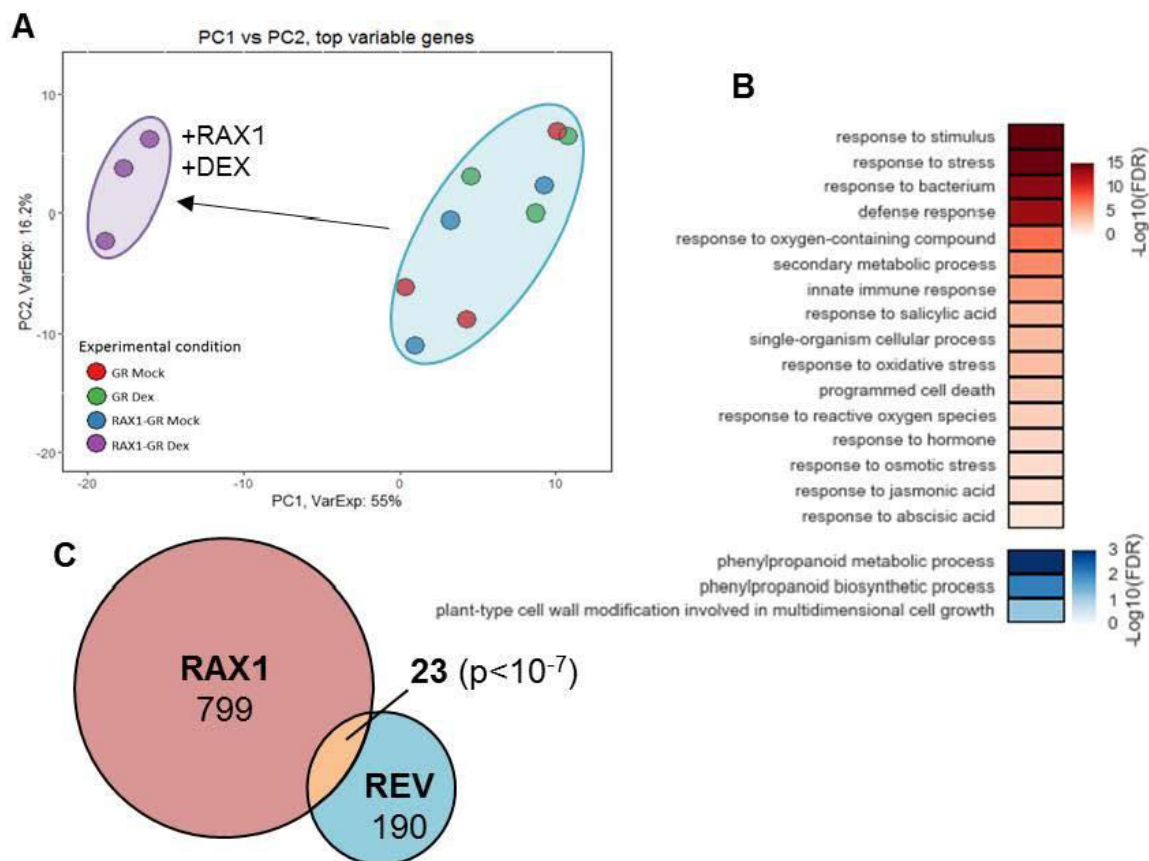 A
PC1 vs PC2, top variable genes
10
0
-10
-20
PC2, VarExp: 16.2%
+RAX1
+DEX
Experimental condition
GR Mock
GR Dex
RAX1-GR Mock
RAX1-GR Dex
-20
-10
0
10
PC1, VarExp: 55%
B
response to stimulus
response to stress
response to bacterium
defense response
response to oxygen-containing compound
secondary metabolic process
innate immune response
response to salicylic acid
single-organism cellular process
response to oxidative stress
programmed cell death
response to reactive oxygen species
response to hormone
response to osmotic stress
response to jasmonic acid
response to abscisic acid
15
10
5
0
-Log10(FDR)
phenylpropanoid metabolic process
phenylpropanoid biosynthetic process
plant-type cell wall modification involved in multidimensional cell growth
3
2
1
0
-Log10(FDR)
C
RAX1
799
23 (p<10⁻⁷)
REV
190